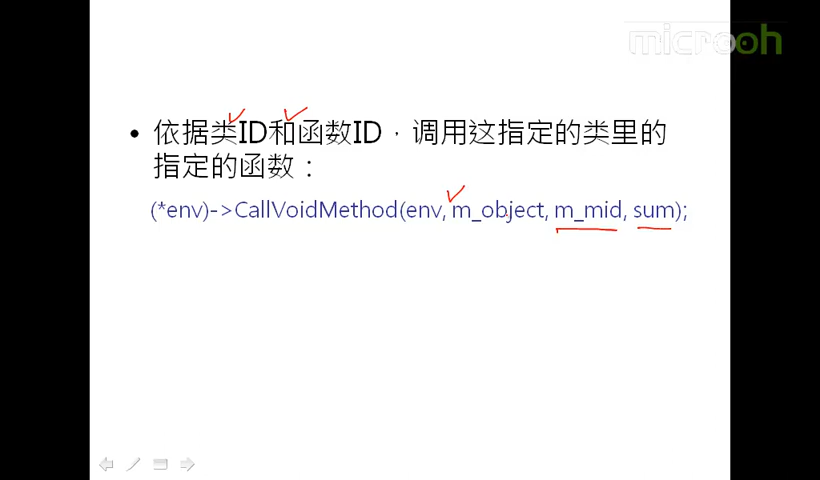 microoh
• 依据类ID和函数ID，调用这指定的类里的
指定的函数：
(*env)->CallVoidMethod(env, m_object, m_mid, sum);